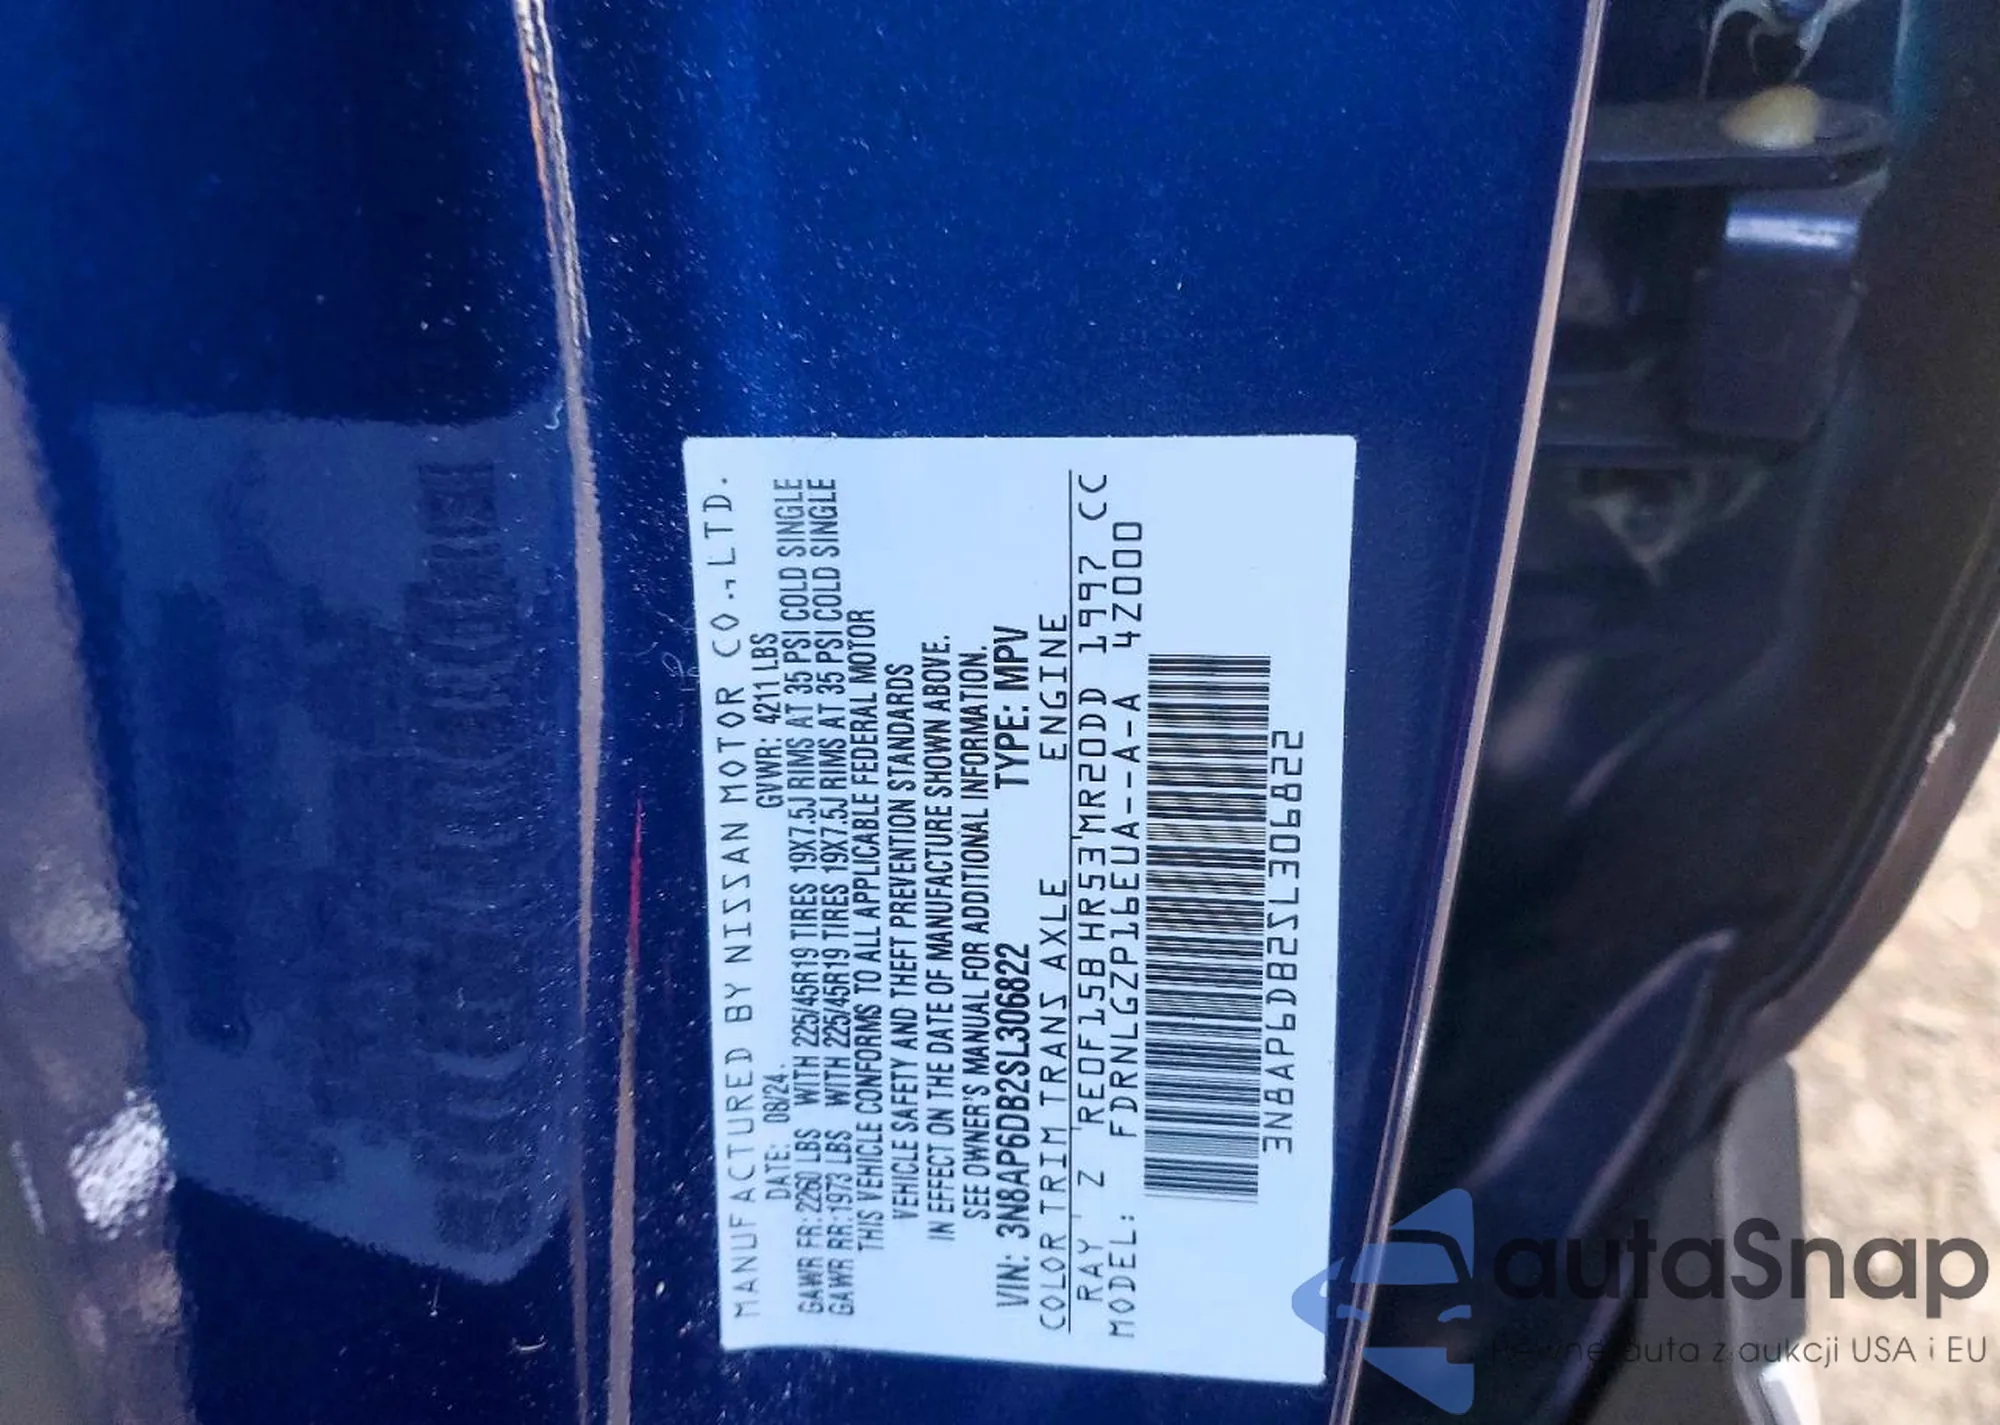 MANUFACTURED BY NISSAN MOTOR CO.,LTD.
DATE: 08/24. GVWR: 4211 LBS
GAWR FR: 2260 LBS WITH 225/45R19 TIRES 19X7.5J RIMS AT 35 PSI COLD SINGLE
GAWR RR: 1973 LBS WITH 225/45R19 TIRES 19X7.5J RIMS AT 35 PSI COLD SINGLE
THIS VEHICLE CONFORMS TO ALL APPLICABLE FEDERAL MOTOR
VEHICLE SAFETY AND THEFT PREVENTION STANDARDS
IN EFFECT ON THE DATE OF MANUFACTURE SHOWN ABOVE.
SEE OWNER'S MANUAL FOR ADDITIONAL INFORMATION.
VIN: 3N8AP6DB2SL306822 TYPE: MPV
COLOR TRIM TRANS AXLE ENGINE
RAY Z RE0F15B HR53 MR20DD 1997 CC
MODEL: FDRNLGZP16EUA--A-A 4Z000
3N8AP6DB2SL306822
autaSnap
Pewne auta z aukcji USA i EU